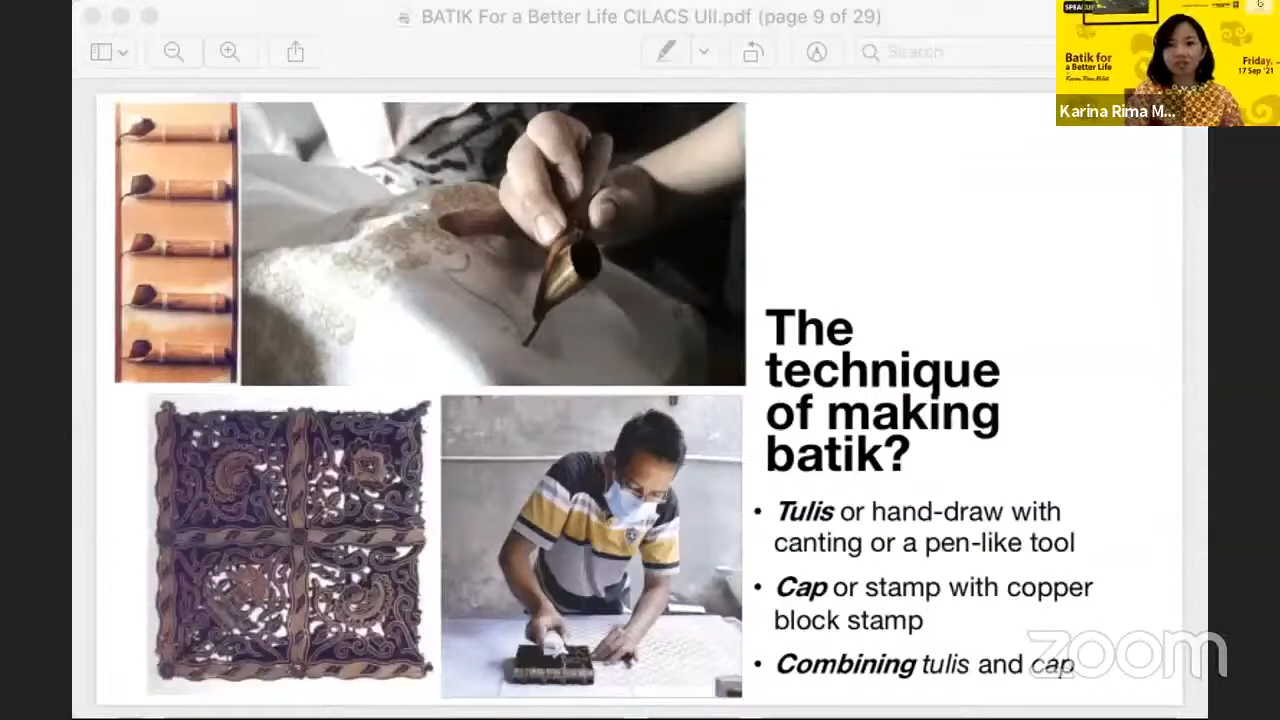 BATIK For a Better Life CILACS UII.pdf (page 9 of 29)
Search
SPEAKER
Batik for
a Better Life
Friday,
17 Sep '21
Karina Rima M...
The
technique
of making
batik?
• Tulis or hand-draw with
canting or a pen-like tool
• Cap or stamp with copper
block stamp
• Combining tulis and cap
zoom